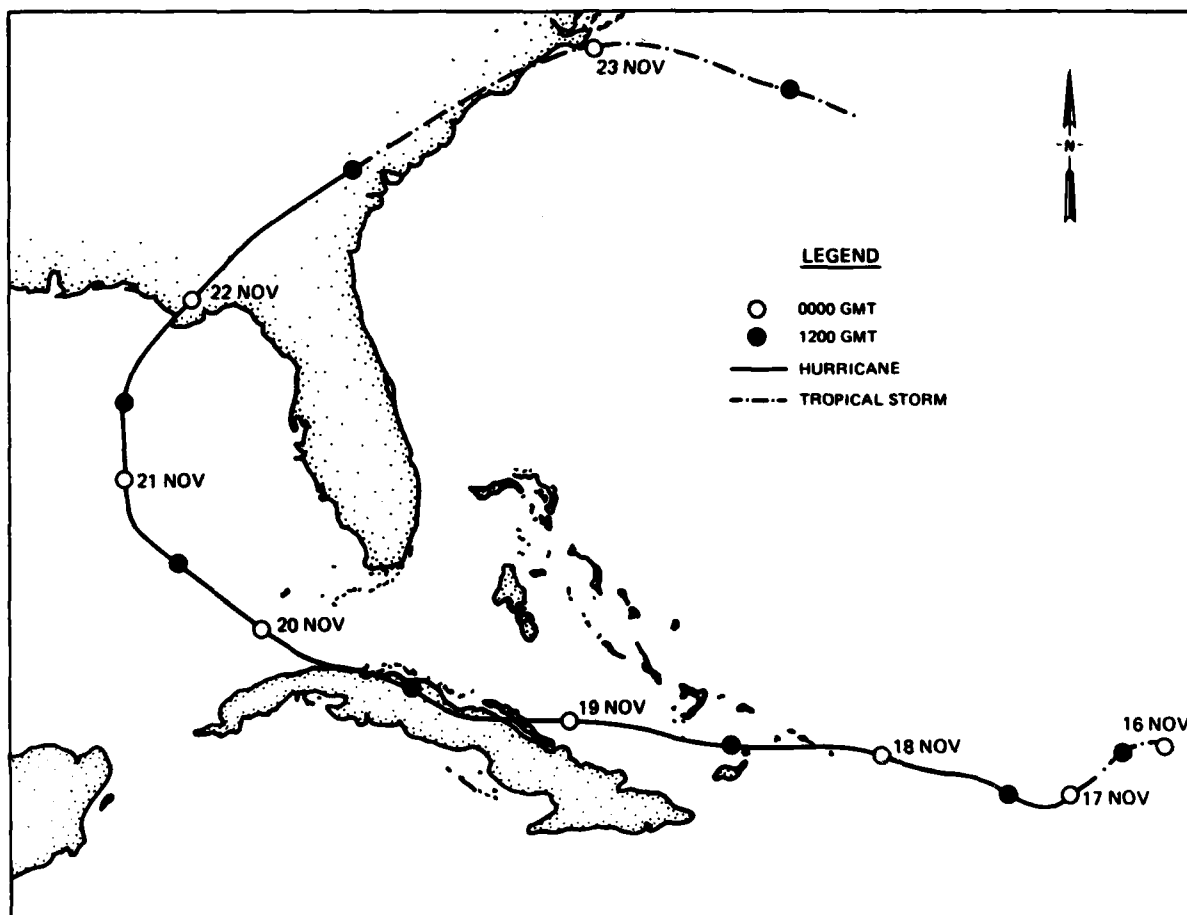 23 NOV
N
LEGEND
22 NOV
0000 GMT
1200 GMT
HURRICANE
TROPICAL STORM
21 NOV
20 NOV
19 NOV
16 NOV
18 NOV
17 NOV